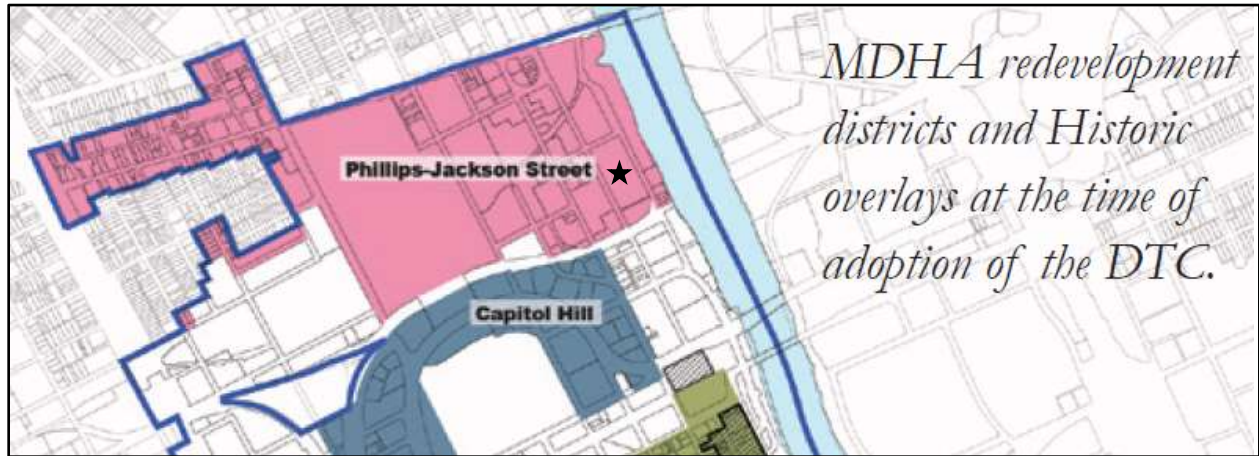 MDHA redevelopment
districts and Historic
overlays at the time of
adoption of the DTC.
Phillips-Jackson Street
Capitol Hill